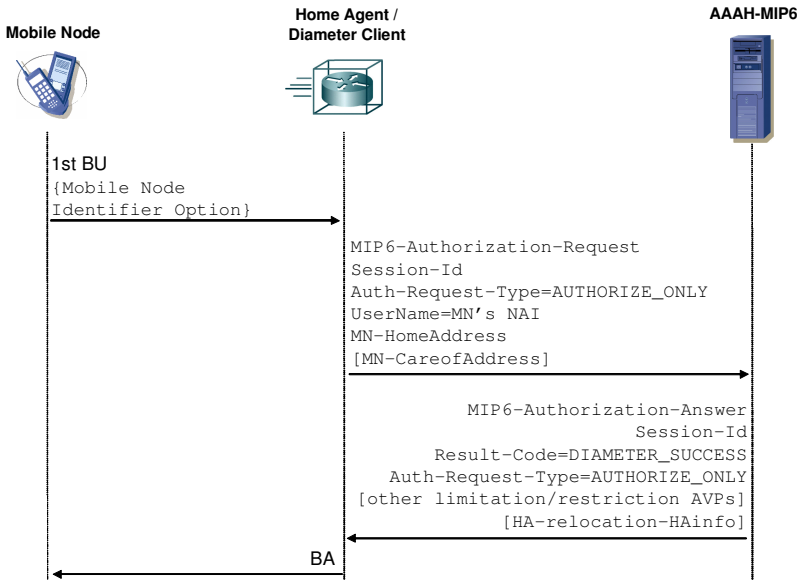 Mobile Node
Home Agent /
Diameter Client
AAAH-MIP6
1st BU
{Mobile Node
Identifier Option}
MIP6-Authorization-Request
Session-Id
Auth-Request-Type=AUTHORIZE_ONLY
UserName=MN's NAI
MN-HomeAddress
[MN-CareofAddress]
MIP6-Authorization-Answer
Session-Id
Result-Code=DIAMETER_SUCCESS
Auth-Request-Type=AUTHORIZE_ONLY
[other limitation/restriction AVPs]
[HA-relocation-HAinfo]
BA